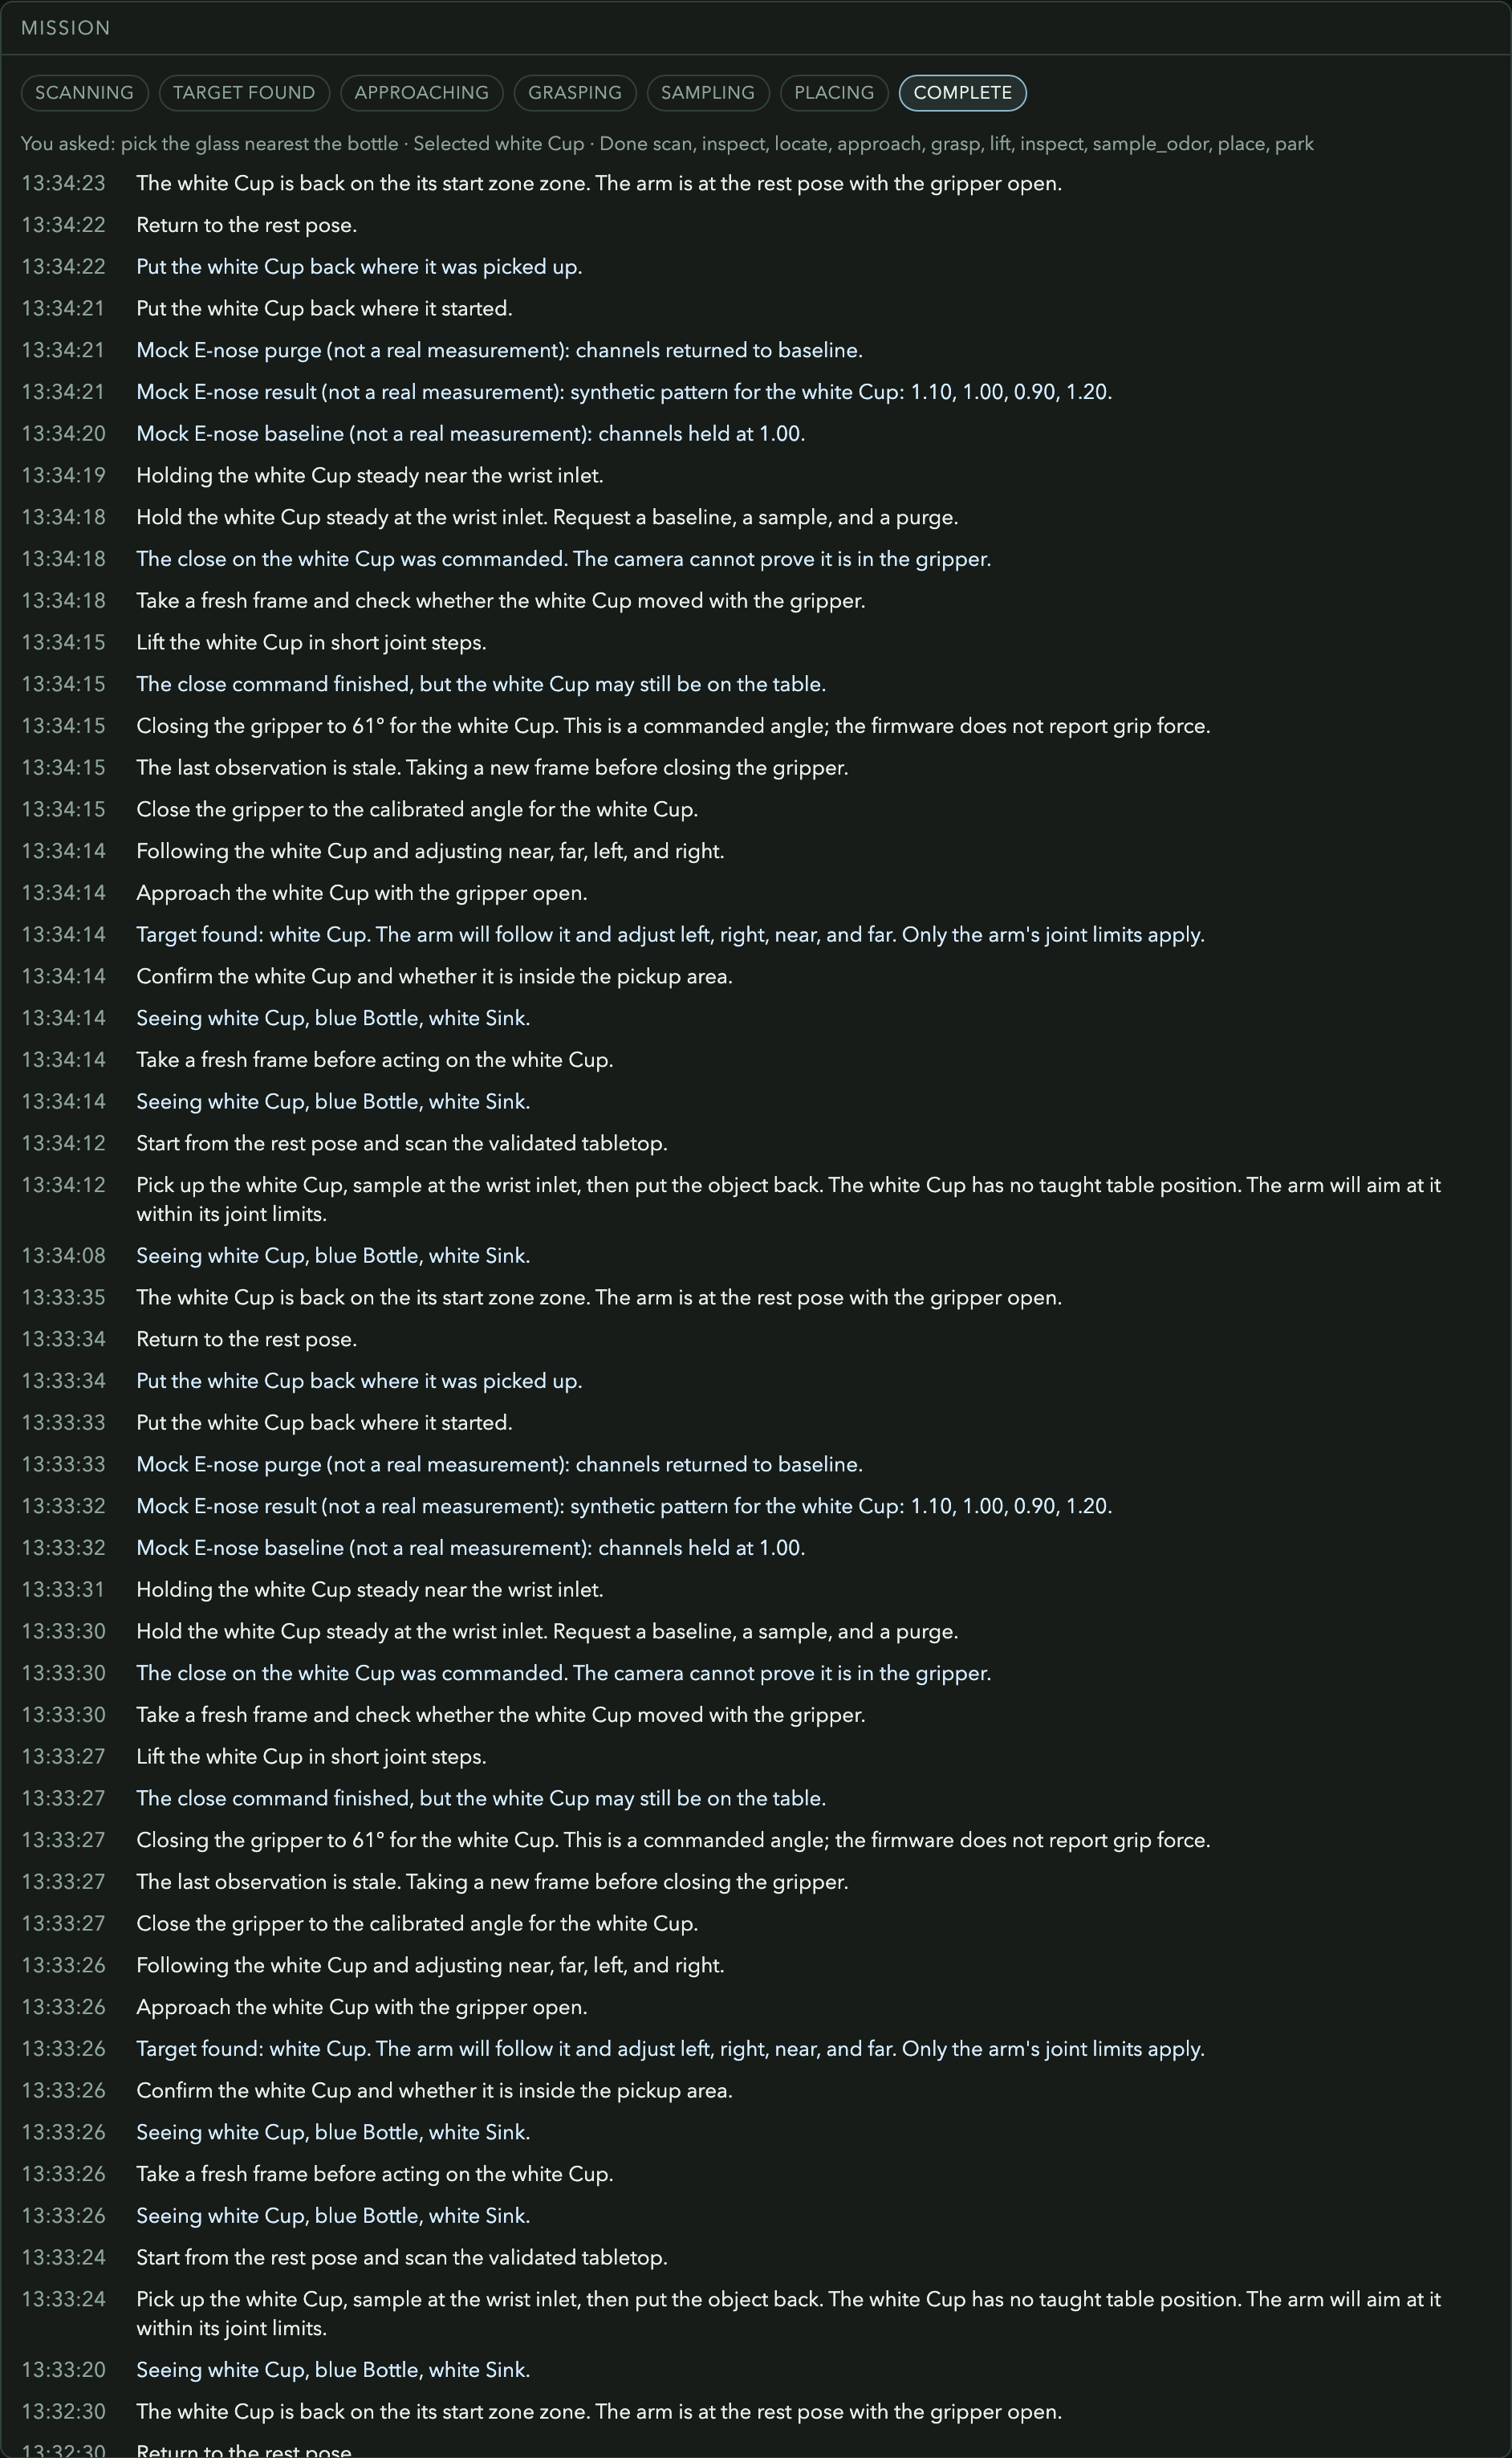 MISSION
SCANNING TARGET FOUND APPROACHING GRASPING SAMPLING PLACING COMPLETE
You asked: pick the glass nearest the bottle · Selected white Cup · Done scan, inspect, locate, approach, grasp, lift, inspect, sample_odor, place, park
13:34:23 The white Cup is back on the its start zone zone. The arm is at the rest pose with the gripper open.
13:34:22 Return to the rest pose.
13:34:22 Put the white Cup back where it was picked up.
13:34:21 Put the white Cup back where it started.
13:34:21 Mock E-nose purge (not a real measurement): channels returned to baseline.
13:34:21 Mock E-nose result (not a real measurement): synthetic pattern for the white Cup: 1.10, 1.00, 0.90, 1.20.
13:34:20 Mock E-nose baseline (not a real measurement): channels held at 1.00.
13:34:19 Holding the white Cup steady near the wrist inlet.
13:34:18 Hold the white Cup steady at the wrist inlet. Request a baseline, a sample, and a purge.
13:34:18 The close on the white Cup was commanded. The camera cannot prove it is in the gripper.
13:34:18 Take a fresh frame and check whether the white Cup moved with the gripper.
13:34:15 Lift the white Cup in short joint steps.
13:34:15 The close command finished, but the white Cup may still be on the table.
13:34:15 Closing the gripper to 61° for the white Cup. This is a commanded angle; the firmware does not report grip force.
13:34:15 The last observation is stale. Taking a new frame before closing the gripper.
13:34:15 Close the gripper to the calibrated angle for the white Cup.
13:34:14 Following the white Cup and adjusting near, far, left, and right.
13:34:14 Approach the white Cup with the gripper open.
13:34:14 Target found: white Cup. The arm will follow it and adjust left, right, near, and far. Only the arm's joint limits apply.
13:34:14 Confirm the white Cup and whether it is inside the pickup area.
13:34:14 Seeing white Cup, blue Bottle, white Sink.
13:34:14 Take a fresh frame before acting on the white Cup.
13:34:14 Seeing white Cup, blue Bottle, white Sink.
13:34:12 Start from the rest pose and scan the validated tabletop.
13:34:12 Pick up the white Cup, sample at the wrist inlet, then put the object back. The white Cup has no taught table position. The arm will aim at it
within its joint limits.
13:34:08 Seeing white Cup, blue Bottle, white Sink.
13:33:35 The white Cup is back on the its start zone zone. The arm is at the rest pose with the gripper open.
13:33:34 Return to the rest pose.
13:33:34 Put the white Cup back where it was picked up.
13:33:33 Put the white Cup back where it started.
13:33:33 Mock E-nose purge (not a real measurement): channels returned to baseline.
13:33:32 Mock E-nose result (not a real measurement): synthetic pattern for the white Cup: 1.10, 1.00, 0.90, 1.20.
13:33:32 Mock E-nose baseline (not a real measurement): channels held at 1.00.
13:33:31 Holding the white Cup steady near the wrist inlet.
13:33:30 Hold the white Cup steady at the wrist inlet. Request a baseline, a sample, and a purge.
13:33:30 The close on the white Cup was commanded. The camera cannot prove it is in the gripper.
13:33:30 Take a fresh frame and check whether the white Cup moved with the gripper.
13:33:27 Lift the white Cup in short joint steps.
13:33:27 The close command finished, but the white Cup may still be on the table.
13:33:27 Closing the gripper to 61° for the white Cup. This is a commanded angle; the firmware does not report grip force.
13:33:27 The last observation is stale. Taking a new frame before closing the gripper.
13:33:27 Close the gripper to the calibrated angle for the white Cup.
13:33:26 Following the white Cup and adjusting near, far, left, and right.
13:33:26 Approach the white Cup with the gripper open.
13:33:26 Target found: white Cup. The arm will follow it and adjust left, right, near, and far. Only the arm's joint limits apply.
13:33:26 Confirm the white Cup and whether it is inside the pickup area.
13:33:26 Seeing white Cup, blue Bottle, white Sink.
13:33:26 Take a fresh frame before acting on the white Cup.
13:33:26 Seeing white Cup, blue Bottle, white Sink.
13:33:24 Start from the rest pose and scan the validated tabletop.
13:33:24 Pick up the white Cup, sample at the wrist inlet, then put the object back. The white Cup has no taught table position. The arm will aim at it
within its joint limits.
13:33:20 Seeing white Cup, blue Bottle, white Sink.
13:32:30 The white Cup is back on the its start zone zone. The arm is at the rest pose with the gripper open.
13:32:30 Return to the rest pose